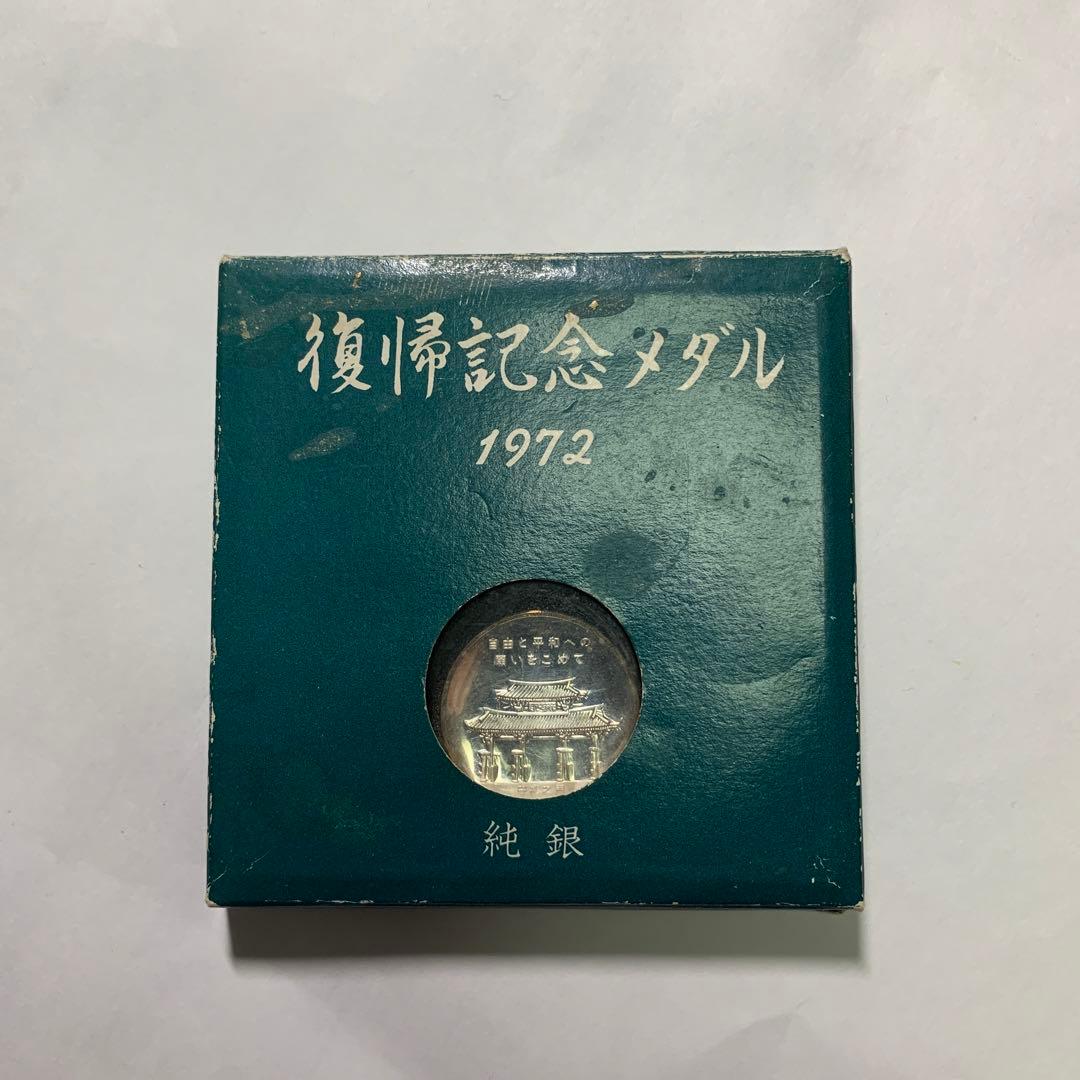 復帰記念メダル
1972
自由と平和への
願いをこめて
純銀